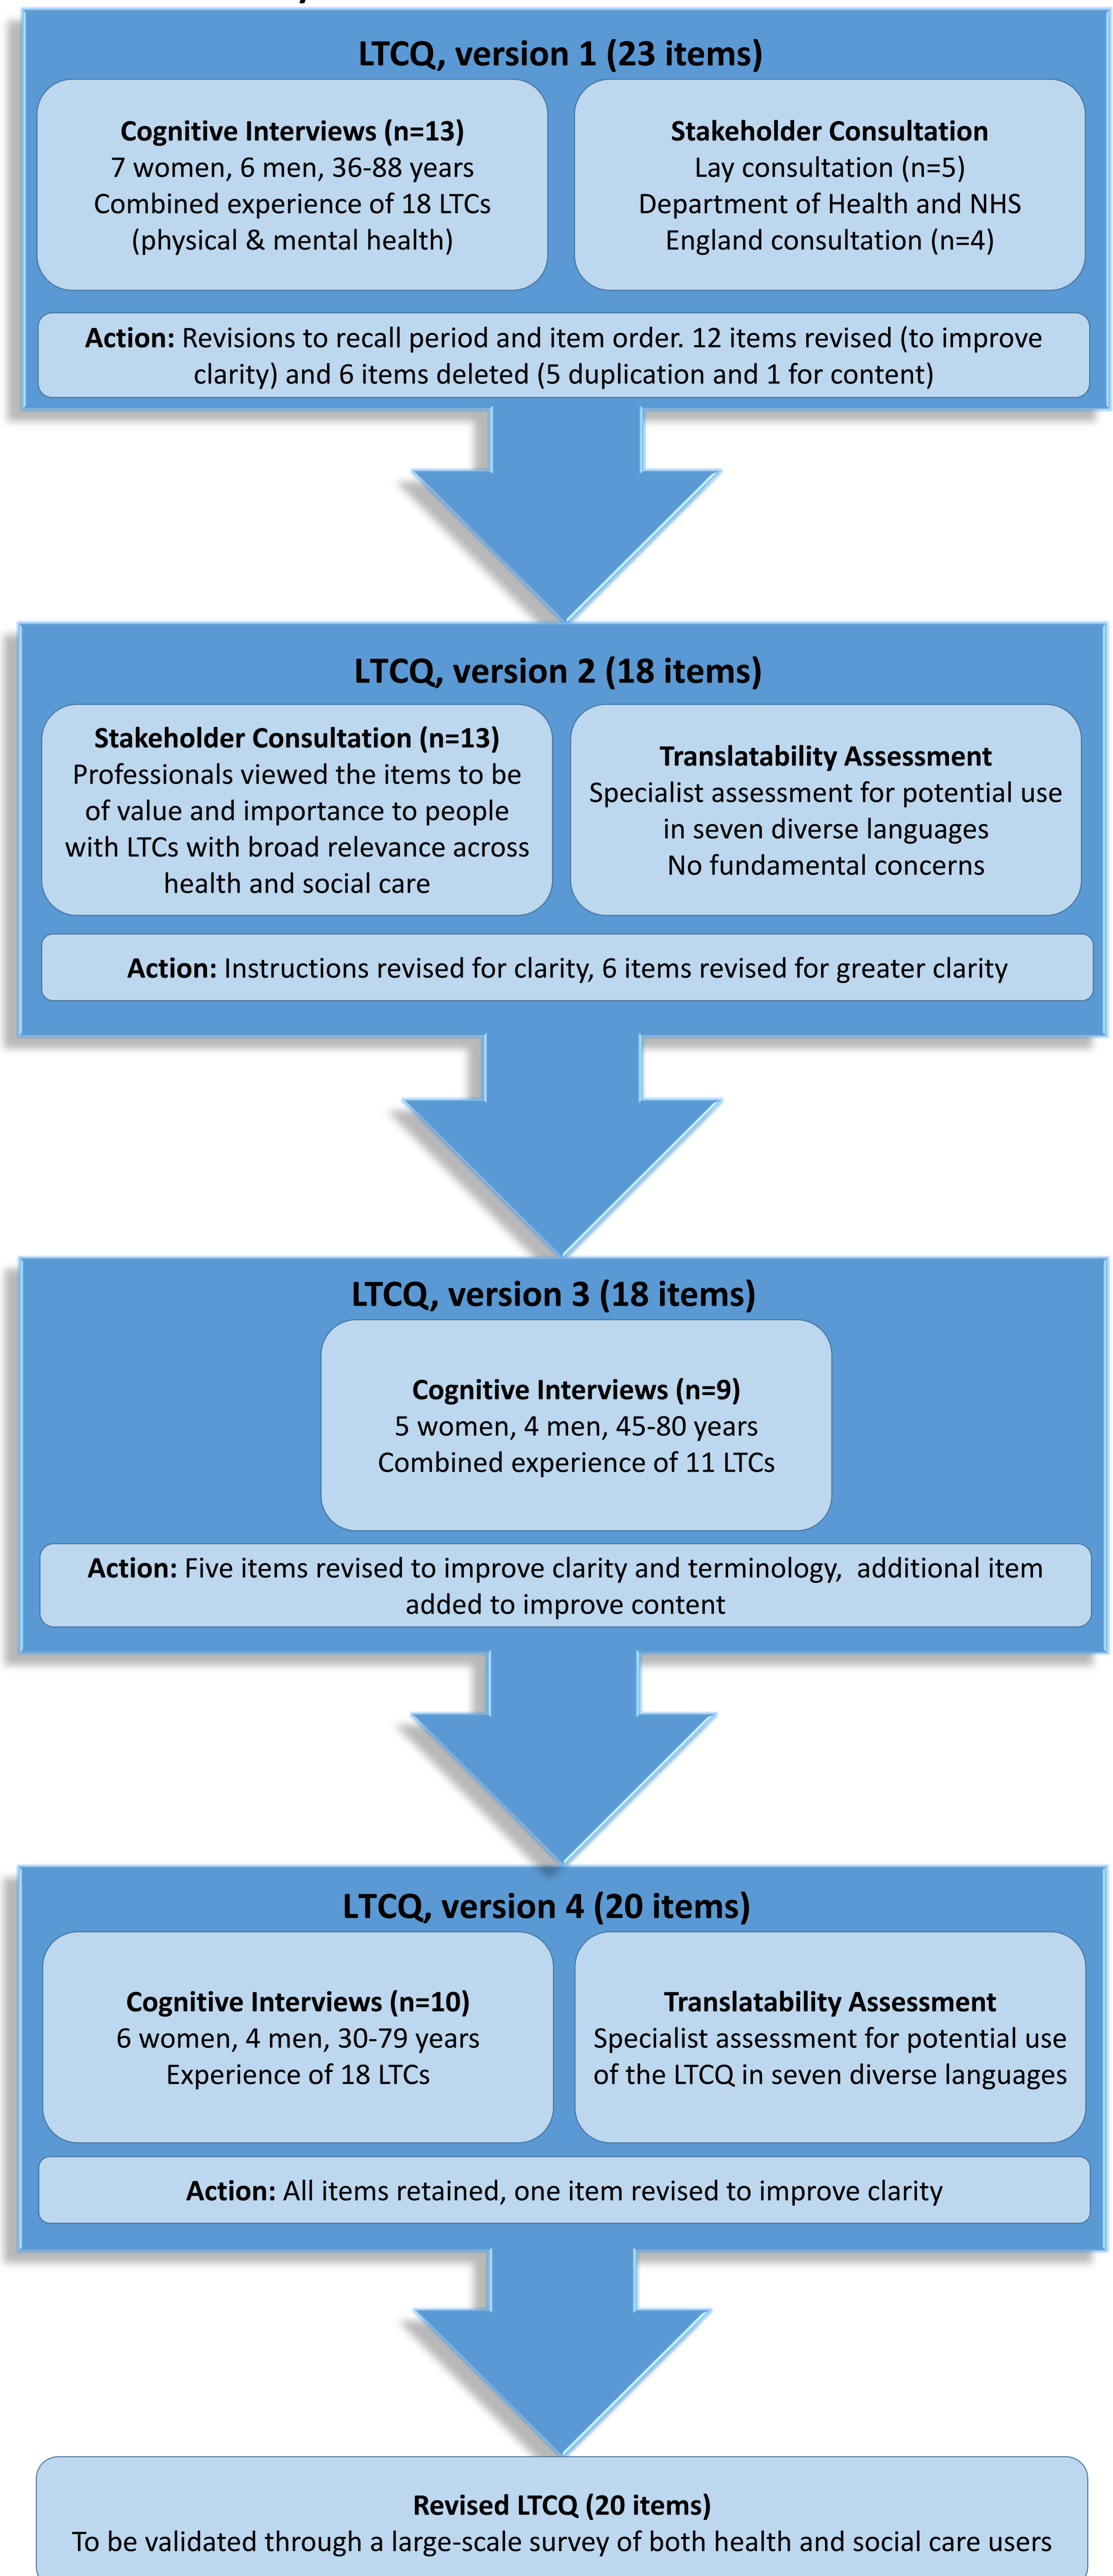 LTCQ, version 1 (23 items)
Cognitive Interviews (n=13)
7 women, 6 men, 36-88 years
Combined experience of 18 LTCs
(physical & mental health)
Stakeholder Consultation
Lay consultation (n=5)
Department of Health and NHS
England consultation (n=4)
Action: Revisions to recall period and item order. 12 items revised (to improve
clarity) and 6 items deleted (5 duplication and 1 for content)
LTCQ, version 2 (18 items)
Stakeholder Consultation (n=13)
Professionals viewed the items to be
of value and importance to people
with LTCs with broad relevance across
health and social care
Translatability Assessment
Specialist assessment for potential use
in seven diverse languages
No fundamental concerns
Action: Instructions revised for clarity, 6 items revised for greater clarity
LTCQ, version 3 (18 items)
Cognitive Interviews (n=9)
5 women, 4 men, 45-80 years
Combined experience of 11 LTCs
Action: Five items revised to improve clarity and terminology,  additional item
added to improve content
LTCQ, version 4 (20 items)
Cognitive Interviews (n=10)
6 women, 4 men, 30-79 years
Experience of 18 LTCs
Translatability Assessment
Specialist assessment for potential use
of the LTCQ in seven diverse languages
Action: All items retained, one item revised to improve clarity
Revised LTCQ (20 items)
To be validated through a large-scale survey of both health and social care users